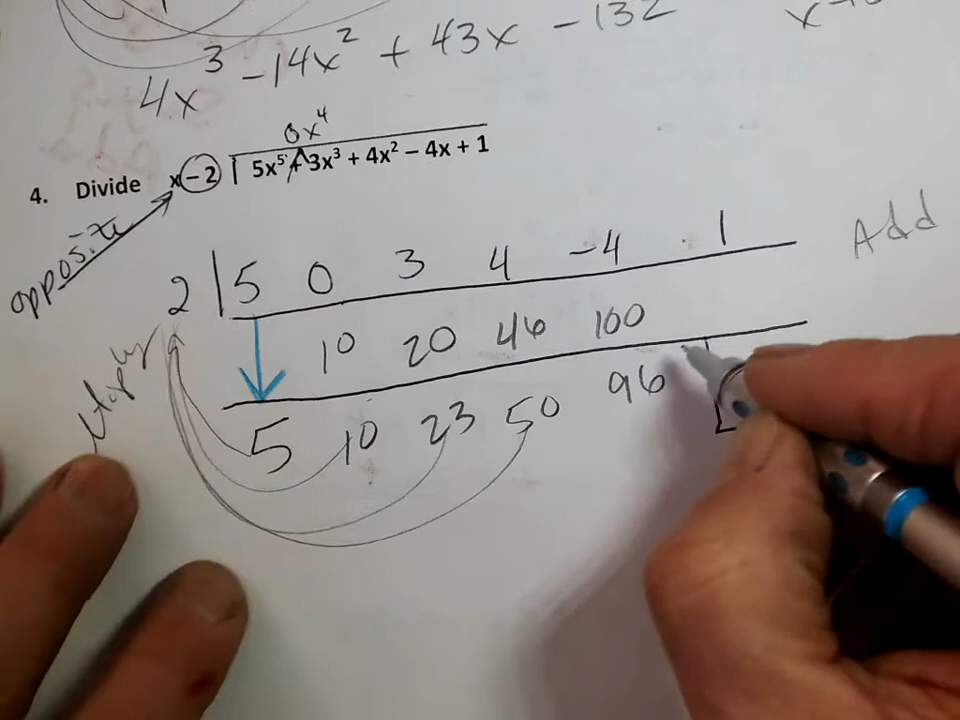 4x³ - 14x² + 43x - 132
0x⁴
4. Divide x - 2 5x⁵ + 3x³ + 4x² − 4x + 1
opposite
Add
2 5 0 3 4 -4 1
10 20 46 100
5 10 23 50 96